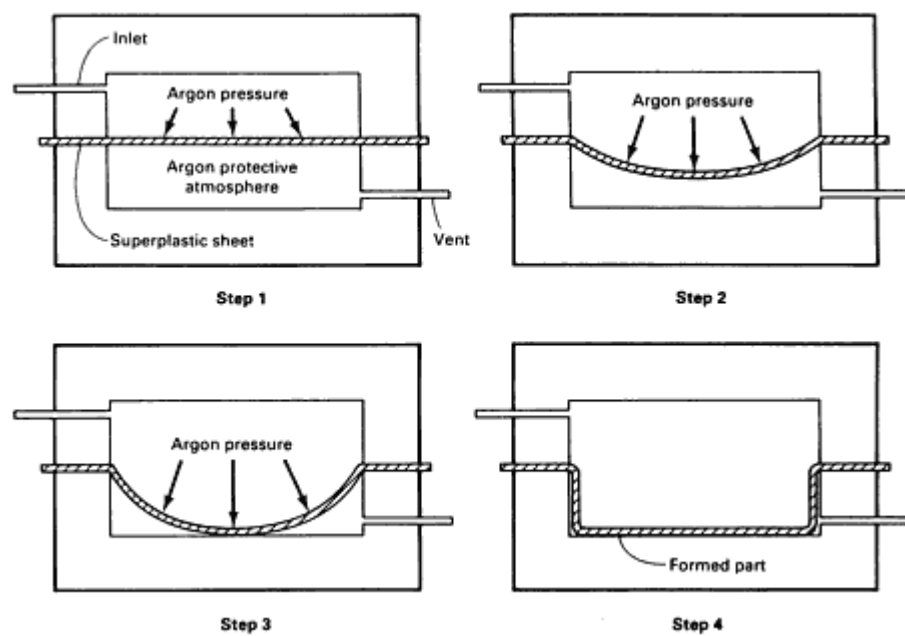 Inlet
Argon pressure
Argon protective
atmosphere
Superplastic sheet
Vent
Step 1
Argon pressure
Step 2
Argon pressure
Step 3
Formed part
Step 4